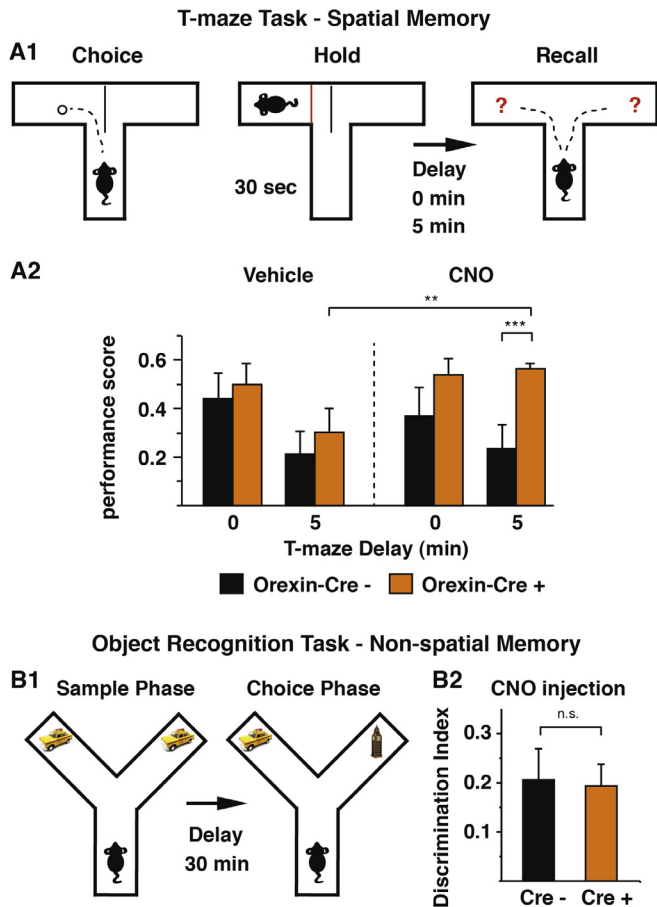 T-maze Task - Spatial Memory
A1
Choice
Hold
Recall
? ?
30 sec
Delay
0 min
5 min
A2
Vehicle
CNO
**
***
performance score
0.6
0.4
0.2
0 5 0 5
T-maze Delay (min)
Orexin-Cre - Orexin-Cre +
Object Recognition Task - Non-spatial Memory
B1
Sample Phase
Choice Phase
Delay
30 min
B2
CNO injection
n.s.
Discrimination Index
0.3
0.2
0.1
Cre - Cre +